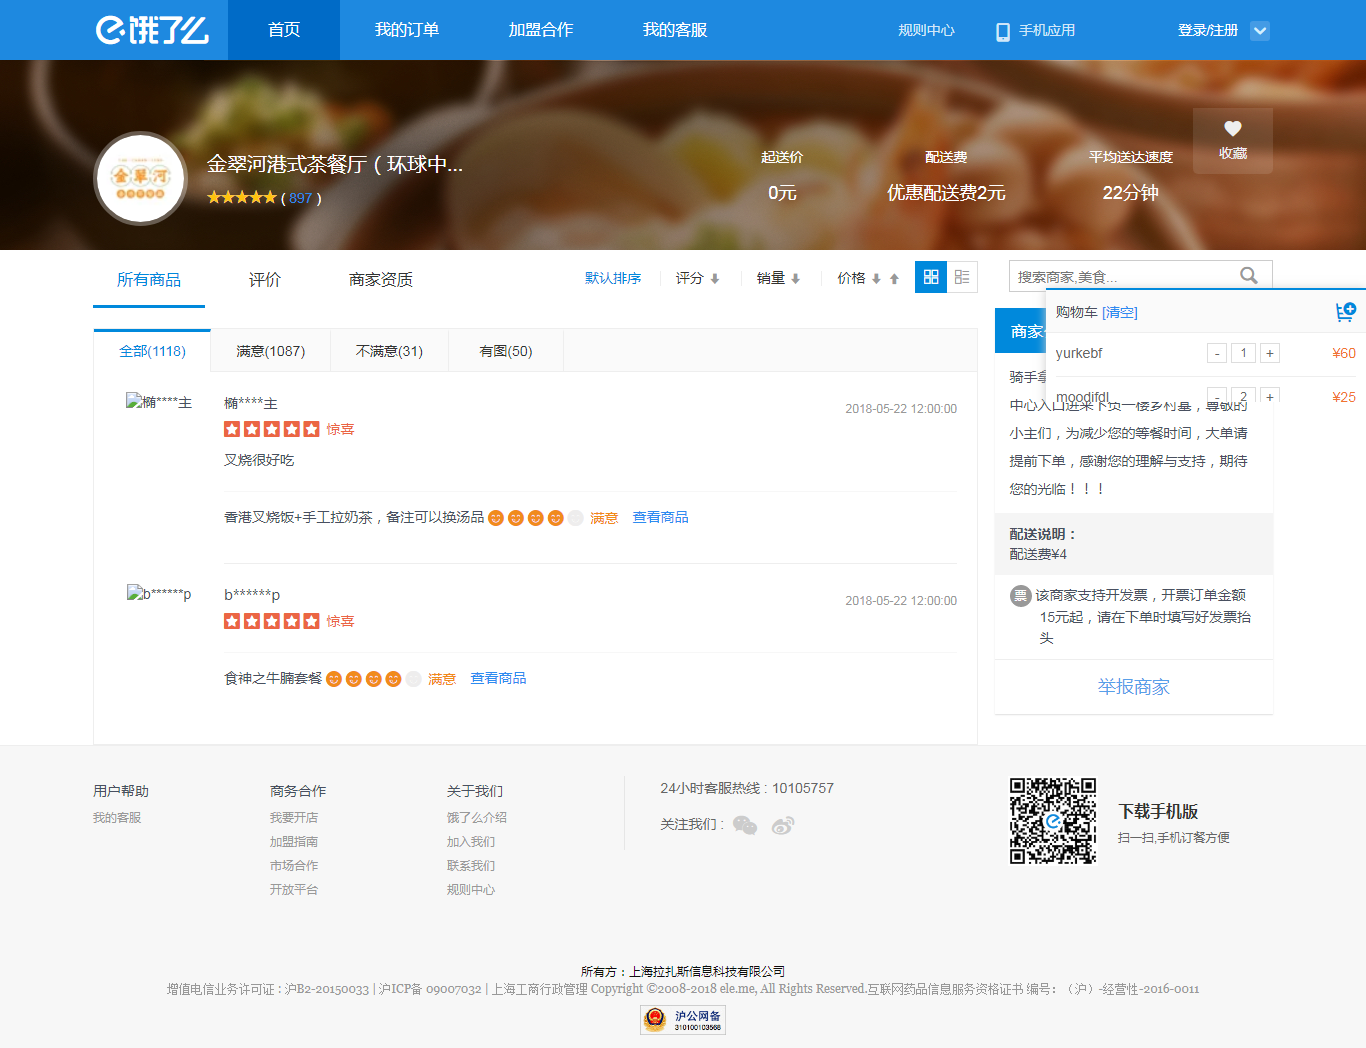 饿了么
首页
我的订单
加盟合作
我的客服
规则中心
手机应用
登录/注册
金翠河
金翠河港式茶餐厅（环球中...
( 897 )
起送价
0元
配送费
优惠配送费2元
平均送达速度
22分钟
收藏
所有商品
评价
商家资质
默认排序
评分
销量
价格
搜索商家,美食...
购物车 [清空]
yurkebf
- 1 +
¥60
moodifdl
- 2 +
¥25
全部(1118)
满意(1087)
不满意(31)
有图(50)
椭****主
椭****主
2018-05-22 12:00:00
惊喜
叉烧很好吃
香港叉烧饭+手工拉奶茶，备注可以换汤品
满意
查看商品
b******p
b******p
2018-05-22 12:00:00
惊喜
食神之牛腩套餐
满意
查看商品
商家
骑手
中心入口进来下负一楼乡村基，尊敬的
小主们，为减少您的等餐时间，大单请
提前下单，感谢您的理解与支持，期待
您的光临！！！
配送说明：
配送费¥4
票 该商家支持开发票，开票订单金额
15元起，请在下单时填写好发票抬
头
举报商家
用户帮助
我的客服
商务合作
我要开店
加盟指南
市场合作
开放平台
关于我们
饿了么介绍
加入我们
联系我们
规则中心
24小时客服热线 : 10105757
关注我们 :
下载手机版
扫一扫,手机订餐方便
所有方：上海拉扎斯信息科技有限公司
增值电信业务许可证 : 沪B2-20150033 | 沪ICP备 09007032 | 上海工商行政管理 Copyright ©2008-2018 ele.me, All Rights Reserved.互联网药品信息服务资格证书 编号：（沪）-经营性-2016-0011
沪公网备
310100103568